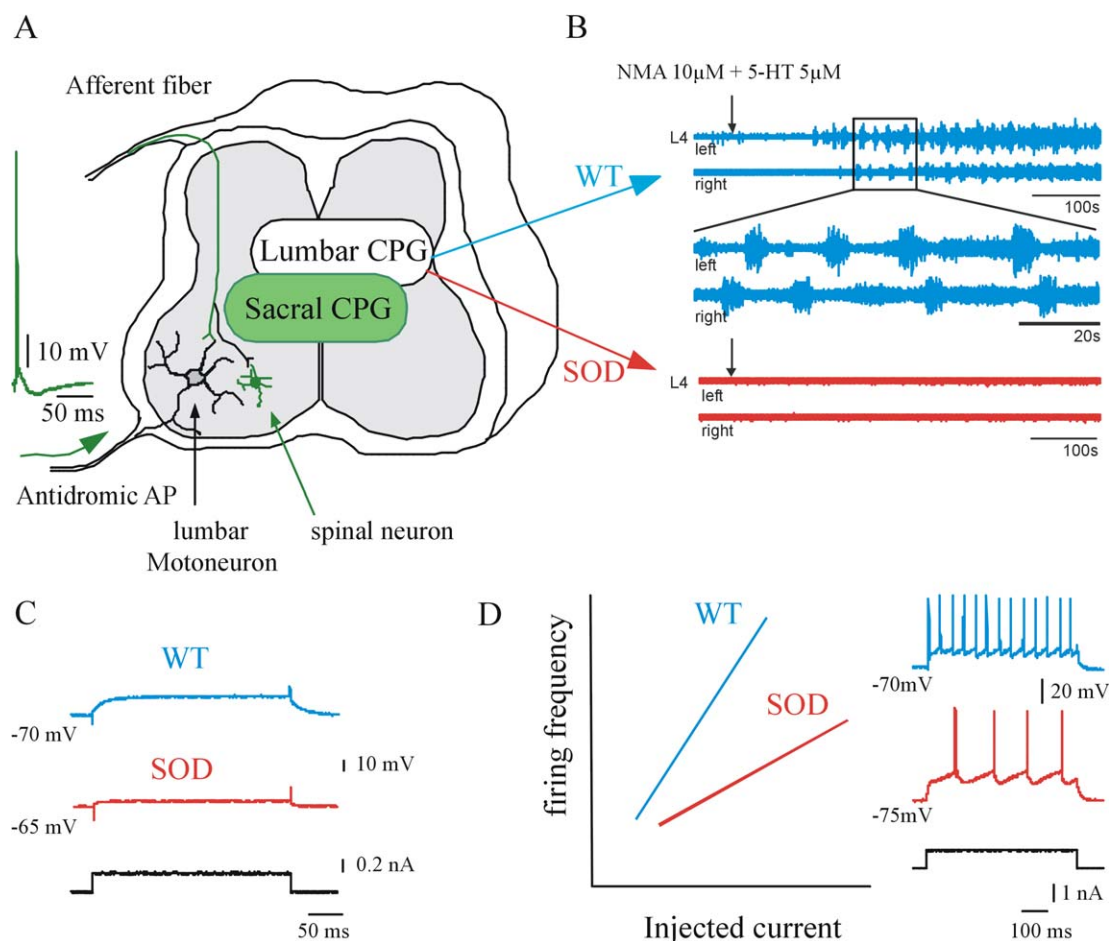 A
Afferent fiber
10 mV
50 ms
Antidromic AP
lumbar
Motoneuron
spinal neuron
Lumbar CPG
Sacral CPG
WT
SOD
B
NMA 10µM + 5-HT 5µM
L4
left
right
100s
left
right
20s
L4
left
right
100s
C
WT
-70 mV
10 mV
SOD
-65 mV
0.2 nA
50 ms
D
firing frequency
WT
SOD
Injected current
-70mV
20 mV
-75mV
1 nA
100 ms